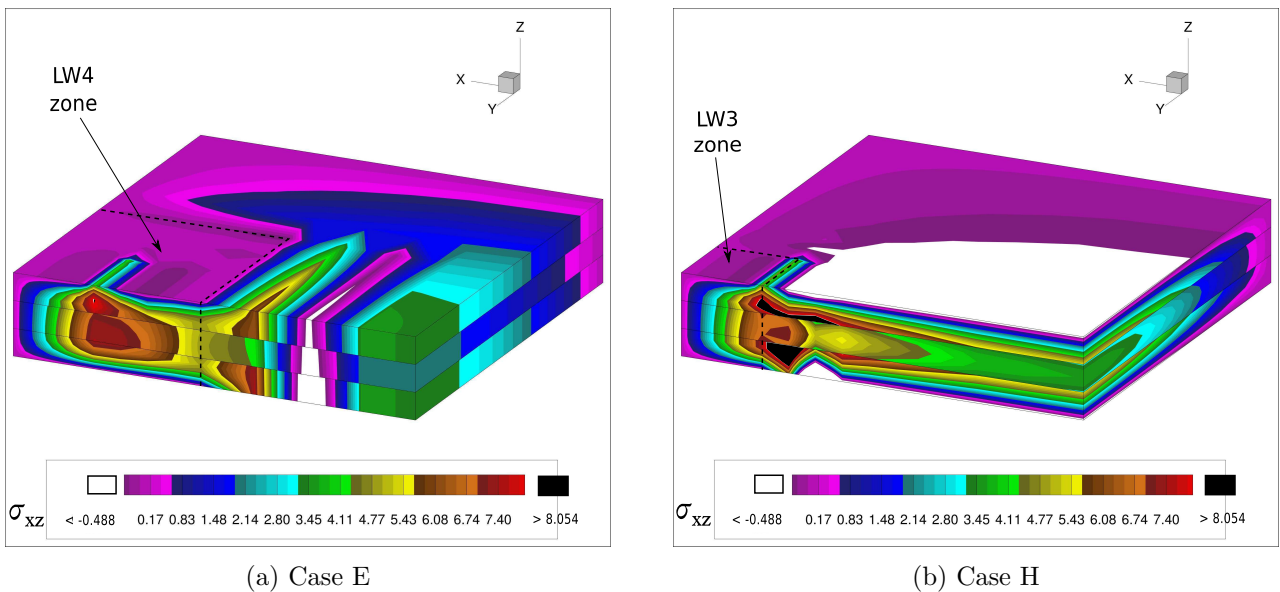 Z
X
Y
LW4
zone
σxz
< -0.488
0.17 0.83 1.48 2.14 2.80 3.45 4.11 4.77 5.43 6.08 6.74 7.40
> 8.054
(a) Case E
Z
X
Y
LW3
zone
σxz
< -0.488
0.17 0.83 1.48 2.14 2.80 3.45 4.11 4.77 5.43 6.08 6.74 7.40
> 8.054
(b) Case H